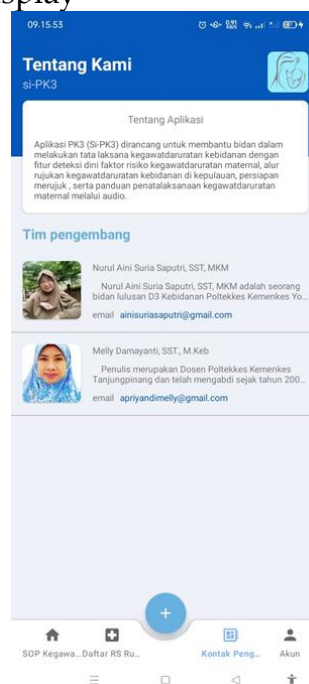 isplay
09.15.53
Tentang Kami
si-PK3
Tentang Aplikasi
Aplikasi PK3 (Si-PK3) dirancang untuk membantu bidan dalam
melakukan tata laksana kegawatdaruratan kebidanan dengan
fitur deteksi dini faktor risiko kegawatdaruratan maternal, alur
rujukan kegawatdaruratan kebidanan di kepulauan, persiapan
merujuk , serta panduan penatalaksanaan kegawatdaruratan
maternal melalui audio.
Tim pengembang
Nurul Aini Suria Saputri, SST, MKM
Nurul Aini Suria Saputri, SST, MKM adalah seorang
bidan lulusan D3 Kebidanan Poltekkes Kemenkes Yo...
email ainisuriasaputri@gmail.com
Melly Damayanti, SST., M.Keb
Penulis merupakan Dosen Poltekkes Kemenkes
Tanjungpinang dan telah mengabdi sejak tahun 200...
email apriyandimelly@gmail.com
+
SOP Kegawa... Daftar RS Ru... Kontak Peng... Akun